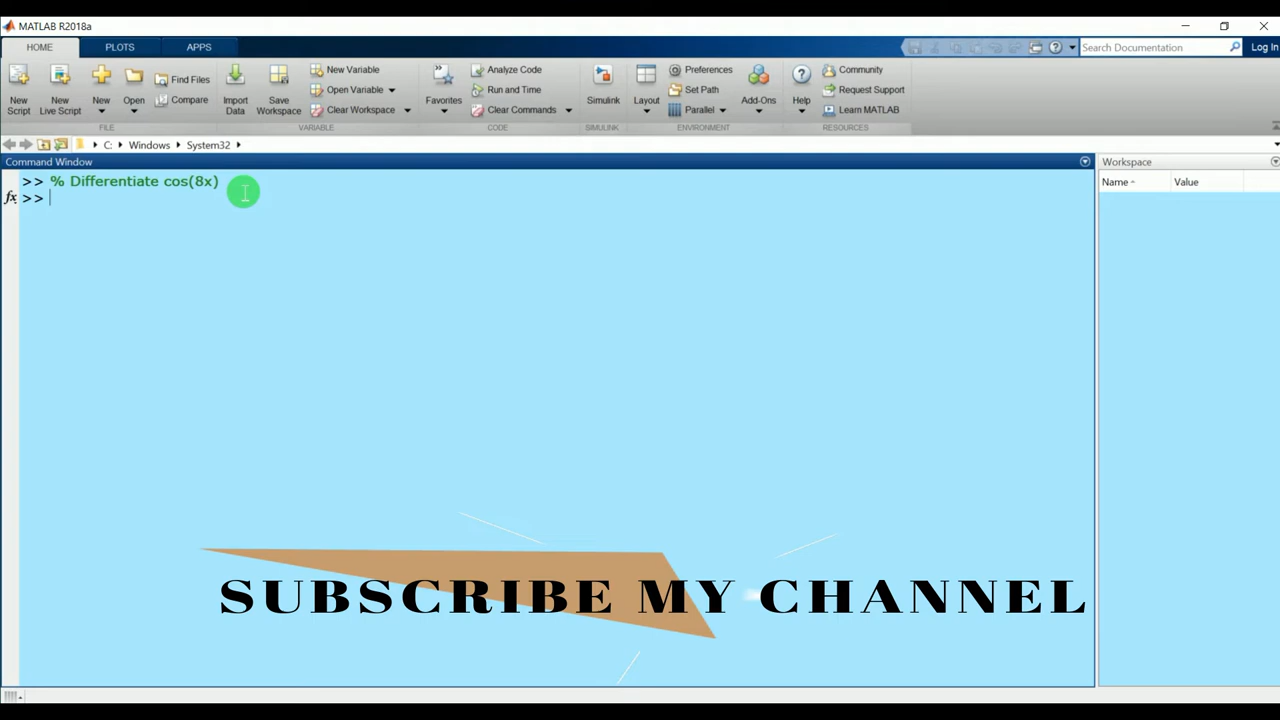 MATLAB R2018a
HOME PLOTS APPS
Search Documentation Log In
New Script
New Live Script
New
Open
Find Files
Compare
Import Data
Save Workspace
New Variable
Open Variable
Clear Workspace
Favorites
Analyze Code
Run and Time
Clear Commands
Simulink
Layout
Preferences
Set Path
Parallel
Add-Ons
Help
Community
Request Support
Learn MATLAB
FILE VARIABLE CODE SIMULINK ENVIRONMENT RESOURCES
C: Windows System32
Command Window
Workspace
Name Value
>> % Differentiate cos(8x)
fx >>
SUBSCRIBE MY CHANNEL